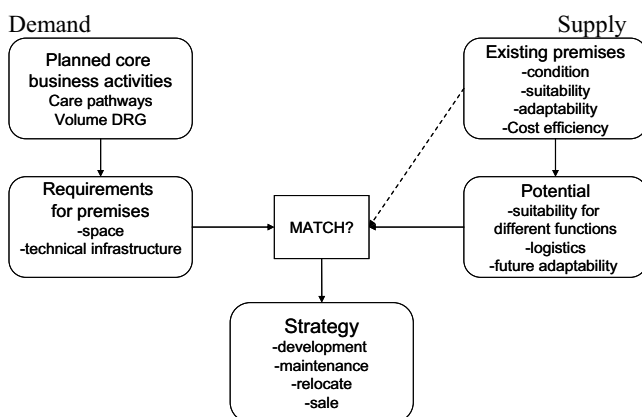 Demand
Supply
Planned core
business activities
Care pathways
Volume DRG
Existing premises
-condition
-suitability
-adaptability
-Cost efficiency
Requirements
for premises
-space
-technical infrastructure
MATCH?
Potential
-suitability for
different functions
-logistics
-future adaptability
Strategy
-development
-maintenance
-relocate
-sale